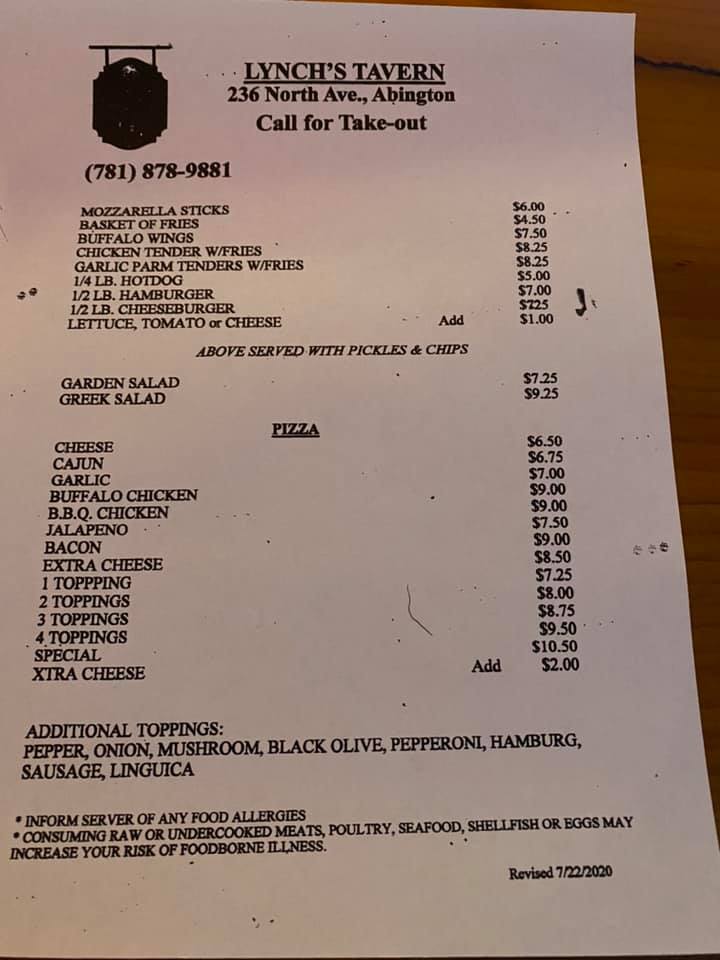 LYNCH'S TAVERN
236 North Ave., Abington
Call for Take-out
(781) 878-9881
MOZZARELLA STICKS $6.00
BASKET OF FRIES $4.50
BUFFALO WINGS $7.50
CHICKEN TENDER W/FRIES $8.25
GARLIC PARM TENDERS W/FRIES $8.25
1/4 LB. HOTDOG $5.00
1/2 LB. HAMBURGER $7.00
1/2 LB. CHEESEBURGER $725
LETTUCE, TOMATO or CHEESE Add $1.00
ABOVE SERVED WITH PICKLES & CHIPS
GARDEN SALAD $7.25
GREEK SALAD $9.25
PIZZA
CHEESE $6.50
CAJUN $6.75
GARLIC $7.00
BUFFALO CHICKEN $9.00
B.B.Q. CHICKEN $9.00
JALAPENO $7.50
BACON $9.00
EXTRA CHEESE $8.50
1 TOPPPING $7.25
2 TOPPINGS $8.00
3 TOPPINGS $8.75
4 TOPPINGS $9.50
SPECIAL $10.50
XTRA CHEESE Add $2.00
ADDITIONAL TOPPINGS:
PEPPER, ONION, MUSHROOM, BLACK OLIVE, PEPPERONI, HAMBURG,
SAUSAGE, LINGUICA
* INFORM SERVER OF ANY FOOD ALLERGIES
* CONSUMING RAW OR UNDERCOOKED MEATS, POULTRY, SEAFOOD, SHELLFISH OR EGGS MAY
INCREASE YOUR RISK OF FOODBORNE ILLNESS.
Revised 7/22/2020